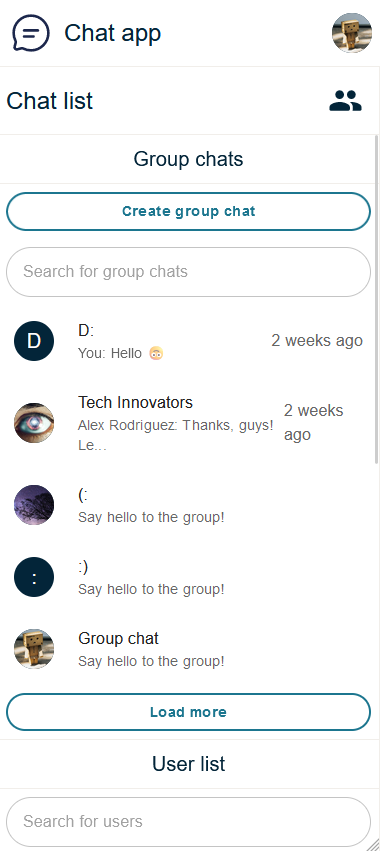 Chat app
Chat list
Group chats
Create group chat
Search for group chats
D
D:
You: Hello 😳
2 weeks ago
Tech Innovators
Alex Rodriguez: Thanks, guys!
Le...
2 weeks
ago
(:
Say hello to the group!
:
:)
Say hello to the group!
Group chat
Say hello to the group!
Load more
User list
Search for users